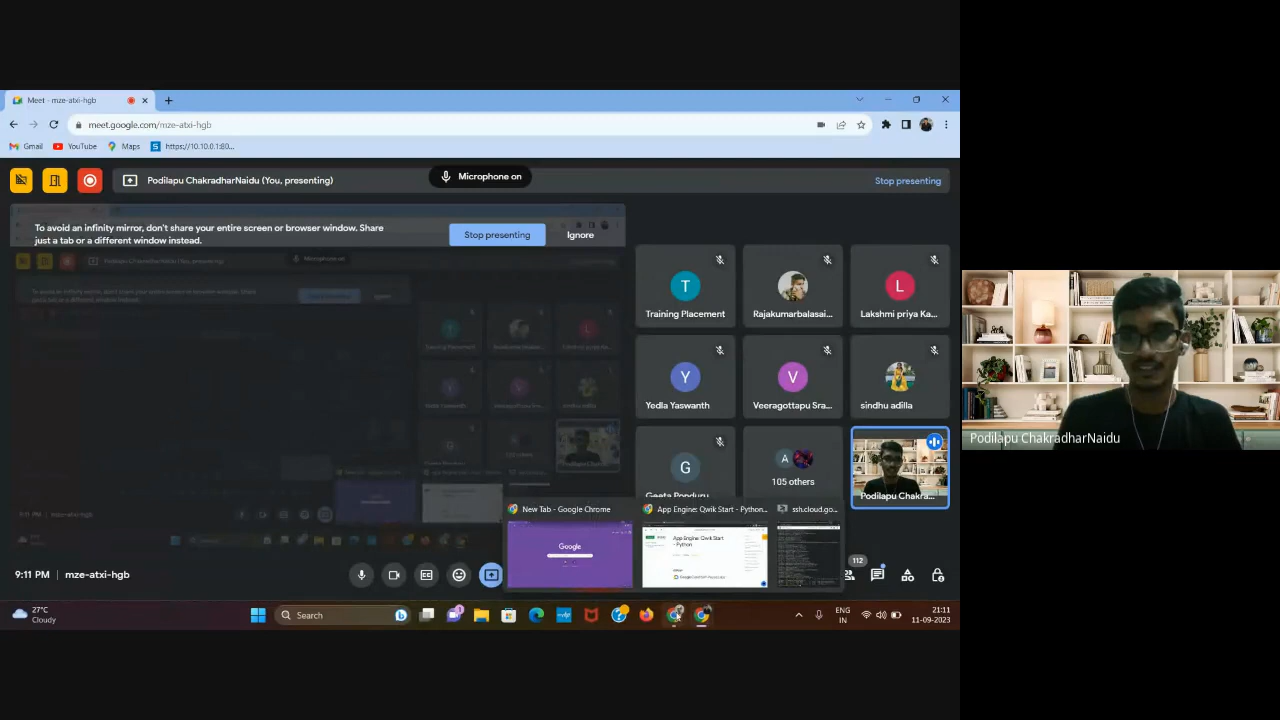 Meet - mze-atxi-hgb
meet.google.com/mze-atxi-hgb
Gmail
YouTube
Maps
https://10.10.0.1:80...
Podilapu ChakradharNaidu (You, presenting)
Microphone on
Stop presenting
To avoid an infinity mirror, don't share your entire screen or browser window. Share
just a tab or a different window instead.
Stop presenting
Ignore
T
Training Placement
Rajakumarbalasai...
L
Lakshmi priya Ka...
Y
Yedla Yaswanth
V
Veeragottapu Sra...
sindhu adilla
G
Geeta Ponduru
A
105 others
Podilapu Chakra...
Podilapu ChakradharNaidu
New Tab - Google Chrome
App Engine: Qwik Start - Python...
ssh.cloud.go...
Google
App Engine: Qwik Start
- Python
9:11 PM
mze-atxi-hgb
112
27°C
Cloudy
Search
ENG
IN
21:11
11-09-2023